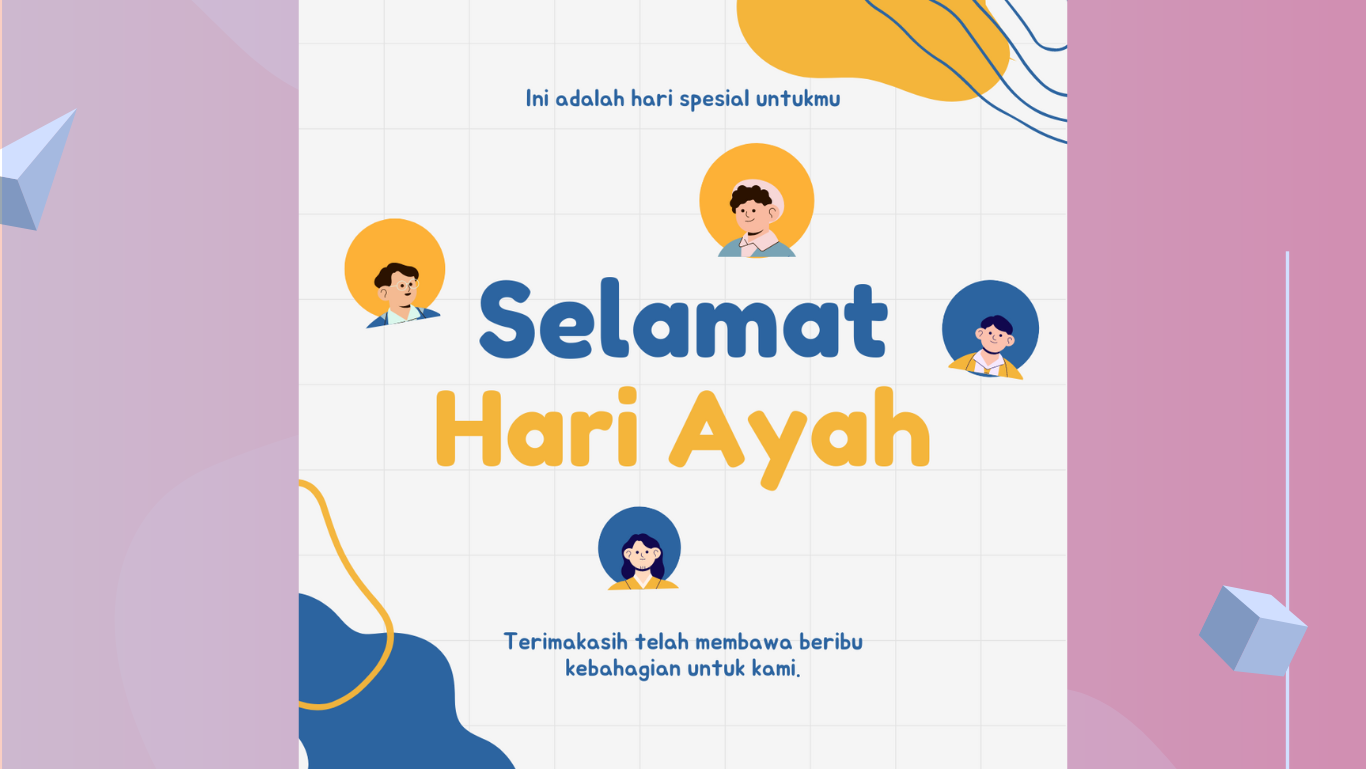 Ini adalah hari spesial untukmu
Selamat
Hari Ayah
Terimakasih telah membawa beribu
kebahagian untuk kami.